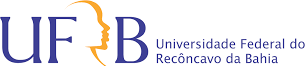 UFRB
Universidade Federal do
Recôncavo da Bahia